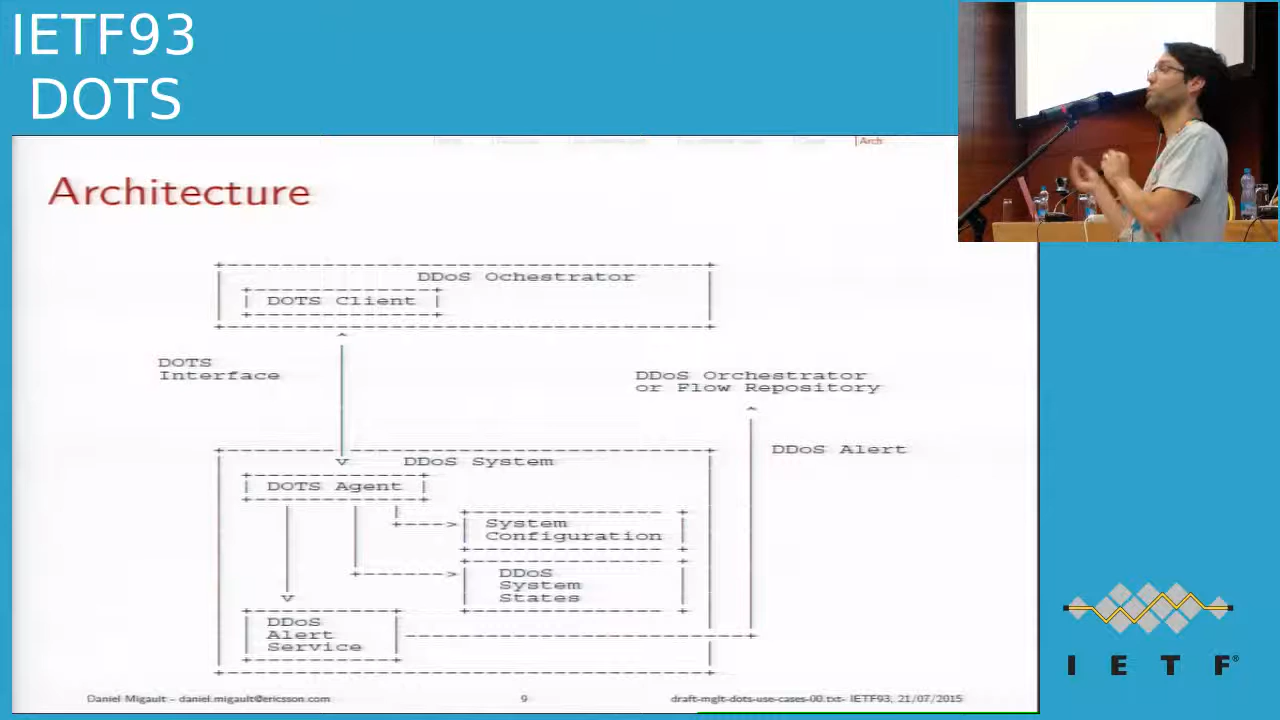 IETF93
DOTS
Arch
Architecture
DDoS Ochestrator
DOTS Client
DOTS
Interface
DDoS Orchestrator
or Flow Repository
DDoS Alert
DDoS System
DOTS Agent
System
Configuration
DDoS
System
States
DDoS
Alert
Service
Daniel Migault - daniel.migault@ericsson.com
9
draft-mglt-dots-use-cases-00.txt- IETF93, 21/07/2015
I E T F®